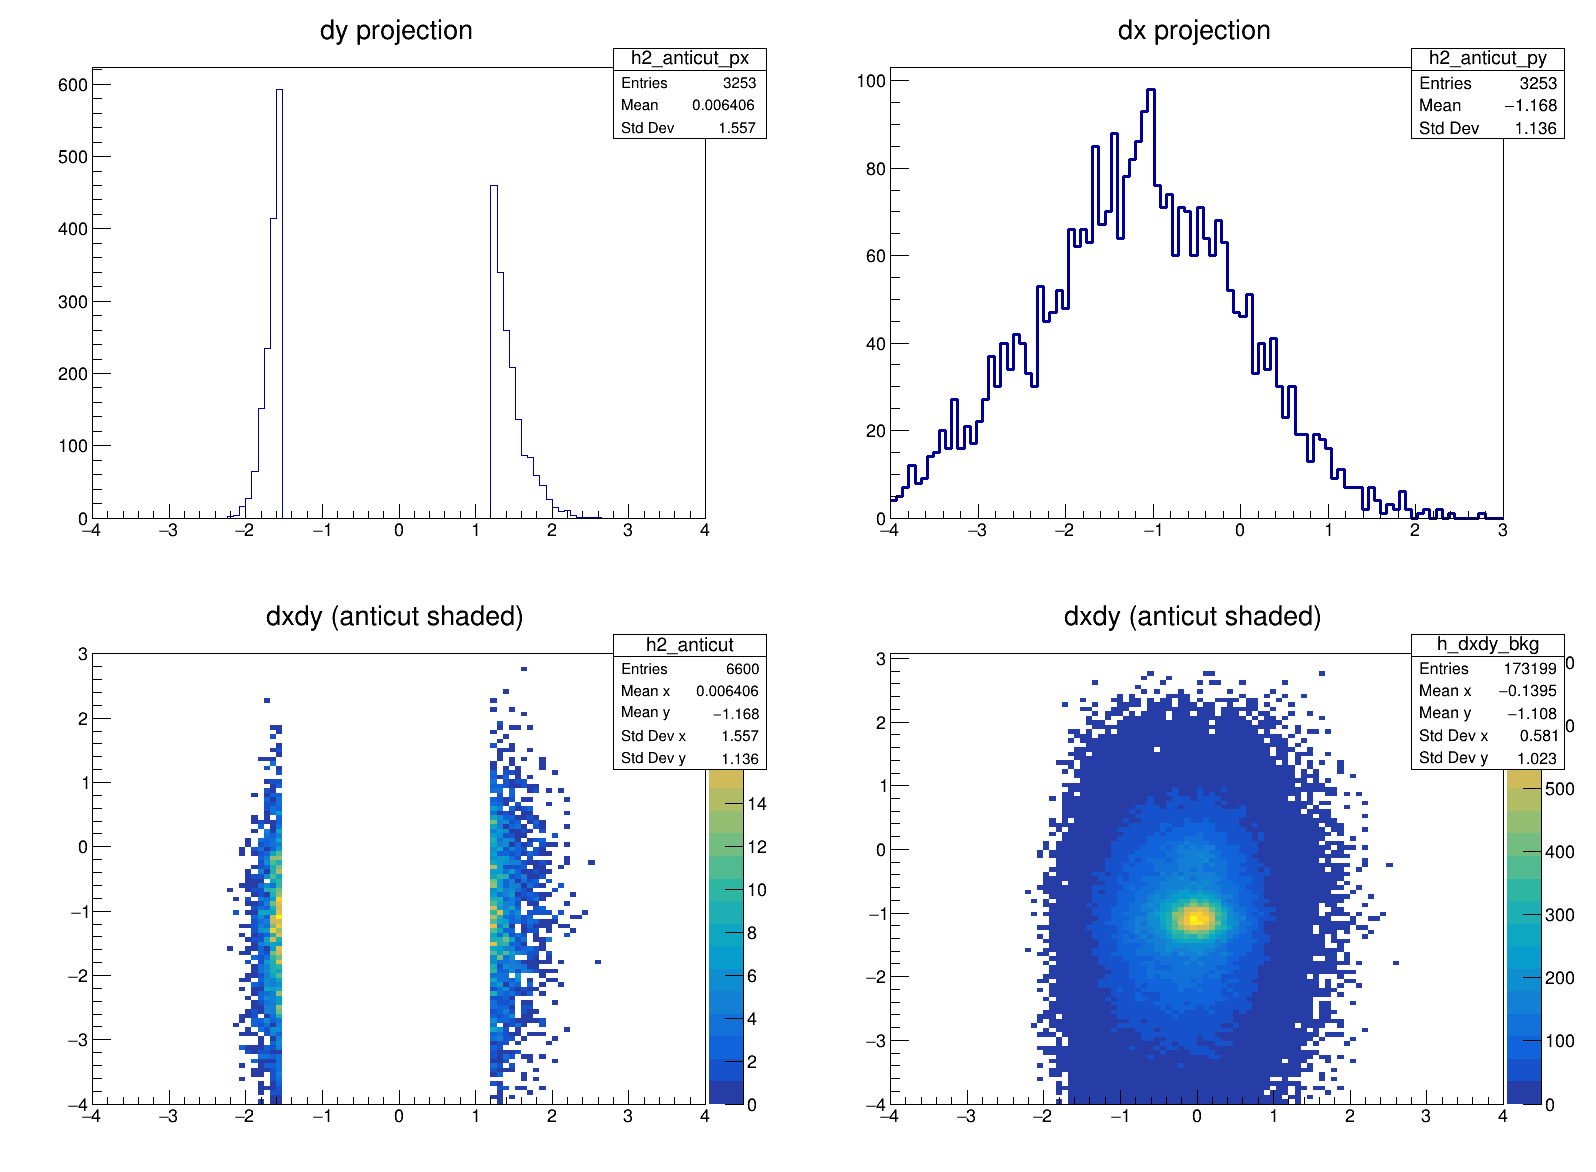 dy projection
h2_anticut_px
Entries 3253
Mean 0.006406
Std Dev 1.557
600
500
400
300
200
100
0
−4 −3 −2 −1 0 1 2 3 4
dx projection
h2_anticut_py
Entries 3253
Mean −1.168
Std Dev 1.136
100
80
60
40
20
0
−4 −3 −2 −1 0 1 2 3
dxdy (anticut shaded)
h2_anticut
Entries 6600
Mean x 0.006406
Mean y −1.168
Std Dev x 1.557
Std Dev y 1.136
3
2
1
0
−1
−2
−3
−4
−4 −3 −2 −1 0 1 2 3 4
14
12
10
8
6
4
2
0
dxdy (anticut shaded)
h_dxdy_bkg
Entries 173199
Mean x −0.1395
Mean y −1.108
Std Dev x 0.581
Std Dev y 1.023
3
2
1
0
−1
−2
−3
−4
−4 −3 −2 −1 0 1 2 3 4
0
0
500
400
300
200
100
0